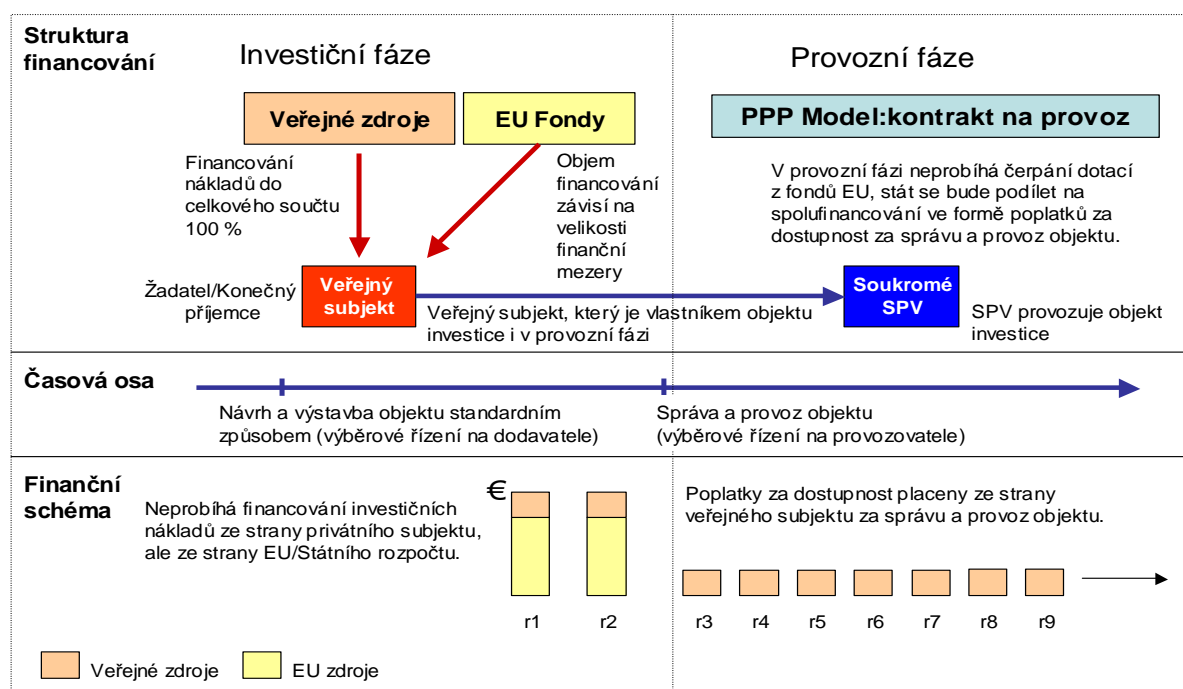 Struktura
financování
Investiční fáze
Provozní fáze
Veřejné zdroje
EU Fondy
PPP Model:kontrakt na provoz
Financování
nákladů do
celkového součtu
100 %
Objem
financování
závisí na
velikosti
finanční
mezery
V provozní fázi neprobíhá čerpání dotací
z fondů EU, stát se bude podílet na
spolufinancování ve formě poplatků za
dostupnost za správu a provoz objektu.
Žadatel/Konečný
příjemce
Veřejný
subjekt
Veřejný subjekt, který je vlastníkem objektu
investice i v provozní fázi
Soukromé
SPV
SPV provozuje objekt
investice
Časová osa
Návrh a výstavba objektu standardním
způsobem (výběrové řízení na dodavatele)
Správa a provoz objektu
(výběrové řízení na provozovatele)
Finanční
schéma
Neprobíhá financování investičních
nákladů ze strany privátního subjektu,
ale ze strany EU/Státního rozpočtu.
€
Poplatky za dostupnost placeny ze strany
veřejného subjektu za správu a provoz objektu.
r1 r2 r3 r4 r5 r6 r7 r8 r9
Veřejné zdroje
EU zdroje